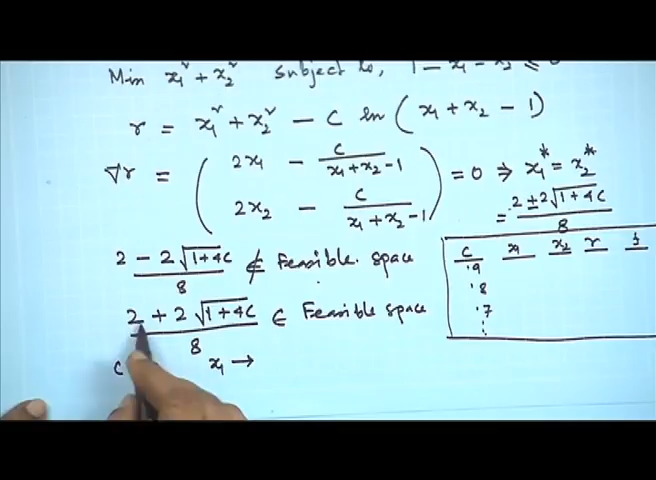 Min x₁² + x₂² subject to, 1 - x₁ - x₂ ≤ 0
r = x₁² + x₂² - C ln (x₁ + x₂ - 1)
∇r = ( 2x₁ - C/(x₁+x₂-1) ) = 0 ⇒ x₁* = x₂*
( 2x₂ - C/(x₁+x₂-1) ) = (2 ± 2√(1+4C))/8
(2 - 2√(1+4C))/8 ∉ Feasible space
(2 + 2√(1+4C))/8 ∈ Feasible space
C x₁ →
C x₁ x₂ r f
.9
.8
.7
⋮